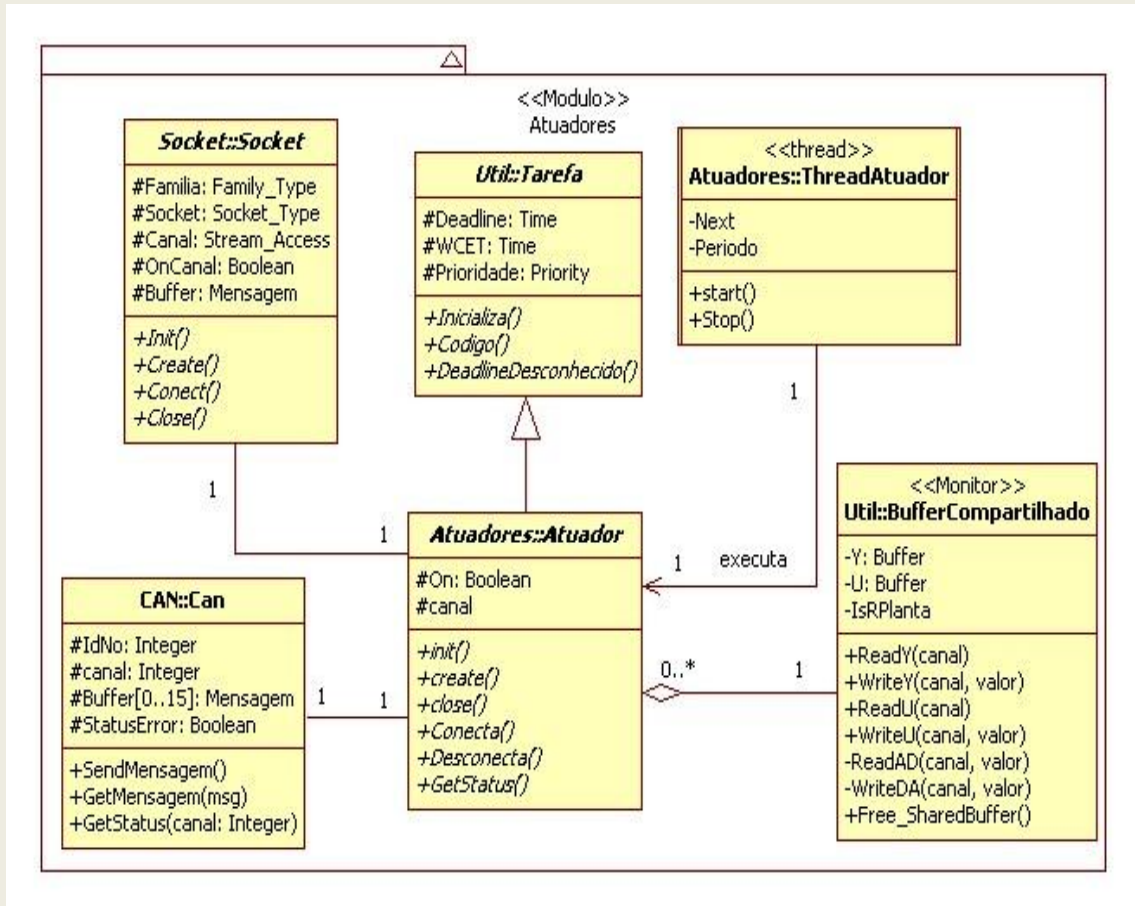 <<Modulo>>
Atuadores
Socket::Socket
#Familia: Family_Type
#Socket: Socket_Type
#Canal: Stream_Access
#OnCanal: Boolean
#Buffer: Mensagem
+Init()
+Create()
+Conect()
+Close()
Util::Tarefa
#Deadline: Time
#WCET: Time
#Prioridade: Priority
+Inicializa()
+Codigo()
+DeadlineDesconhecido()
<<thread>>
Atuadores::ThreadAtuador
-Next
-Periodo
+start()
+Stop()
1
1
1
1
executa
CAN::Can
#IdNo: Integer
#canal: Integer
#Buffer[0..15]: Mensagem
#StatusError: Boolean
+SendMensagem()
+GetMensagem(msg)
+GetStatus(canal: Integer)
1
1
Atuadores::Atuador
#On: Boolean
#canal
+init()
+create()
+close()
+Conecta()
+Desconecta()
+GetStatus()
0..*
1
<<Monitor>>
Util::BufferCompartilhado
-Y: Buffer
-U: Buffer
-IsRPlanta
+ReadY(canal)
+WriteY(canal, valor)
+ReadU(canal)
+WriteU(canal, valor)
-ReadAD(canal, valor)
-WriteDA(canal, valor)
+Free_SharedBuffer()